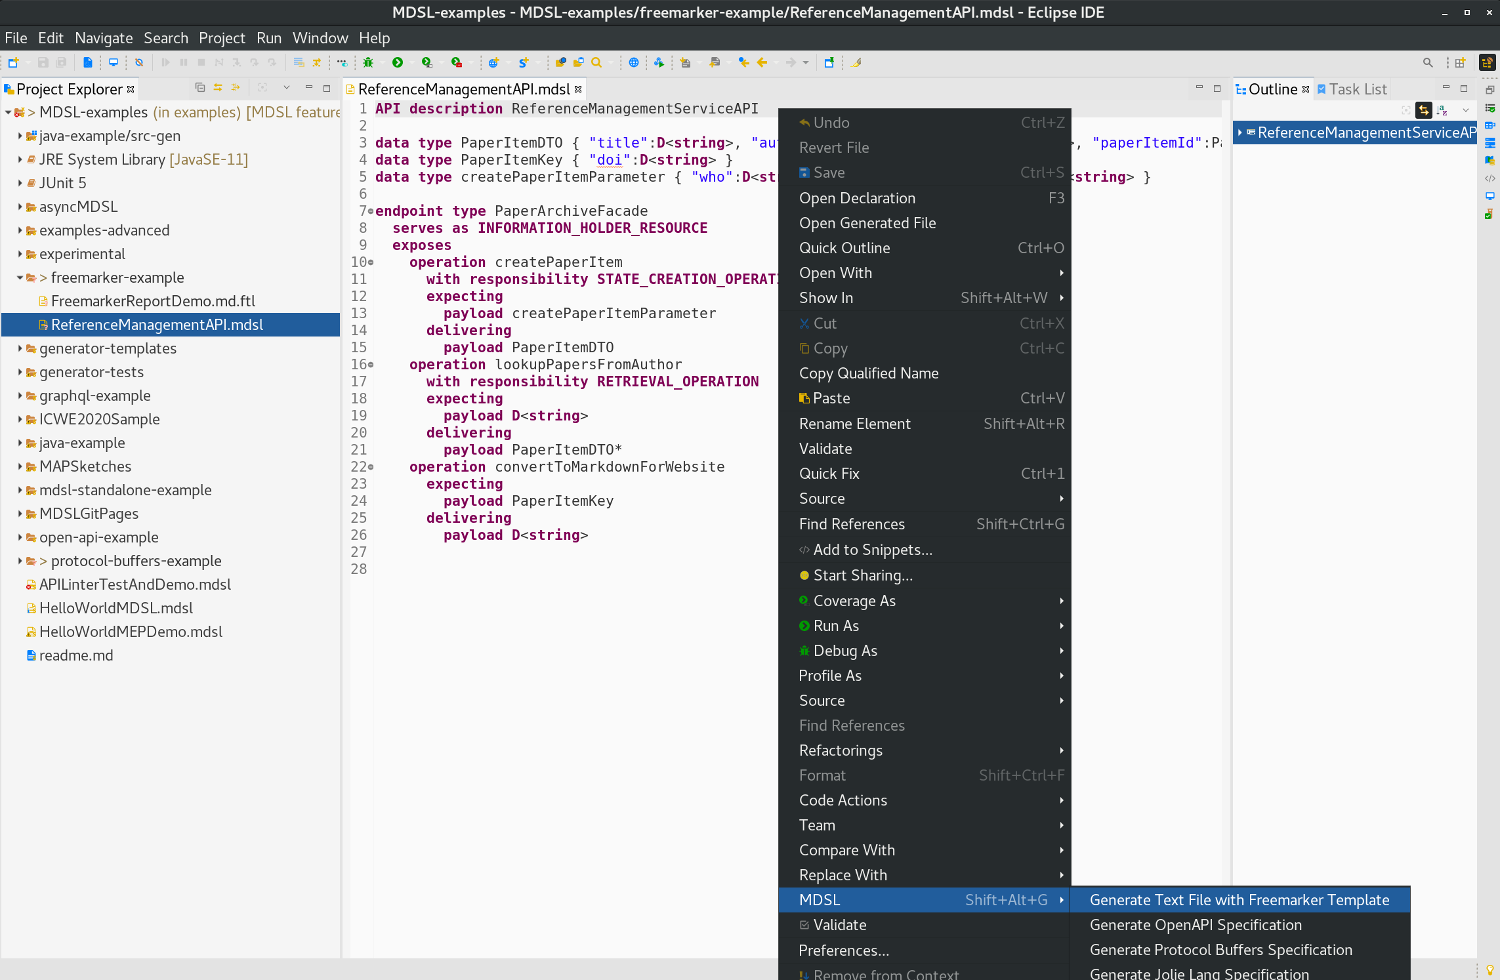 MDSL-examples - MDSL-examples/freemarker-example/ReferenceManagementAPI.mdsl - Eclipse IDE
File Edit Navigate Search Project Run Window Help
Project Explorer
> MDSL-examples (in examples) [MDSL feature
java-example/src-gen
JRE System Library [JavaSE-11]
JUnit 5
asyncMDSL
examples-advanced
experimental
> freemarker-example
FreemarkerReportDemo.md.ftl
ReferenceManagementAPI.mdsl
generator-templates
generator-tests
graphql-example
ICWE2020Sample
java-example
MAPSketches
mdsl-standalone-example
MDSLGitPages
open-api-example
> protocol-buffers-example
APILinterTestAndDemo.mdsl
HelloWorldMDSL.mdsl
HelloWorldMEPDemo.mdsl
readme.md
ReferenceManagementAPI.mdsl
1 API description ReferenceManagementServiceAPI
2
3 data type PaperItemDTO { "title":D<string>, "au >, "paperItemId":Pa
4 data type PaperItemKey { "doi":D<string> }
5 data type createPaperItemParameter { "who":D<str <string> }
6
7 endpoint type PaperArchiveFacade
8 serves as INFORMATION_HOLDER_RESOURCE
9 exposes
10 operation createPaperItem
11 with responsibility STATE_CREATION_OPERATI
12 expecting
13 payload createPaperItemParameter
14 delivering
15 payload PaperItemDTO
16 operation lookupPapersFromAuthor
17 with responsibility RETRIEVAL_OPERATION
18 expecting
19 payload D<string>
20 delivering
21 payload PaperItemDTO*
22 operation convertToMarkdownForWebsite
23 expecting
24 payload PaperItemKey
25 delivering
26 payload D<string>
27
28
Undo Ctrl+Z
Revert File
Save Ctrl+S
Open Declaration F3
Open Generated File
Quick Outline Ctrl+O
Open With
Show In Shift+Alt+W
Cut Ctrl+X
Copy Ctrl+C
Copy Qualified Name
Paste Ctrl+V
Rename Element Shift+Alt+R
Validate
Quick Fix Ctrl+1
Source
Find References Shift+Ctrl+G
Add to Snippets...
Start Sharing...
Coverage As
Run As
Debug As
Profile As
Source
Find References
Refactorings
Format Shift+Ctrl+F
Code Actions
Team
Compare With
Replace With
MDSL Shift+Alt+G
Validate
Preferences...
Remove from Context
Generate Text File with Freemarker Template
Generate OpenAPI Specification
Generate Protocol Buffers Specification
Generate Jolie Lang Specification
Outline
Task List
ReferenceManagementServiceAP